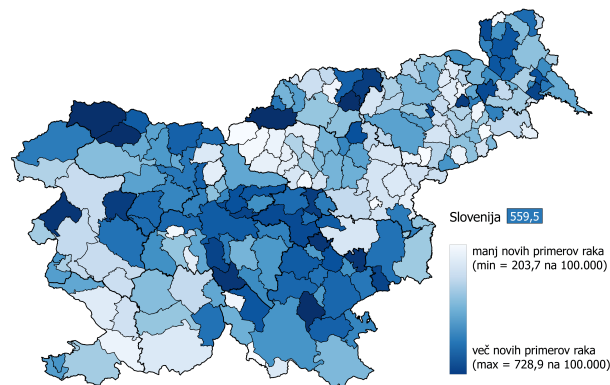 Slovenija 559,5
manj novih primerov raka
(min = 203,7 na 100.000)
več novih primerov raka
(max = 728,9 na 100.000)